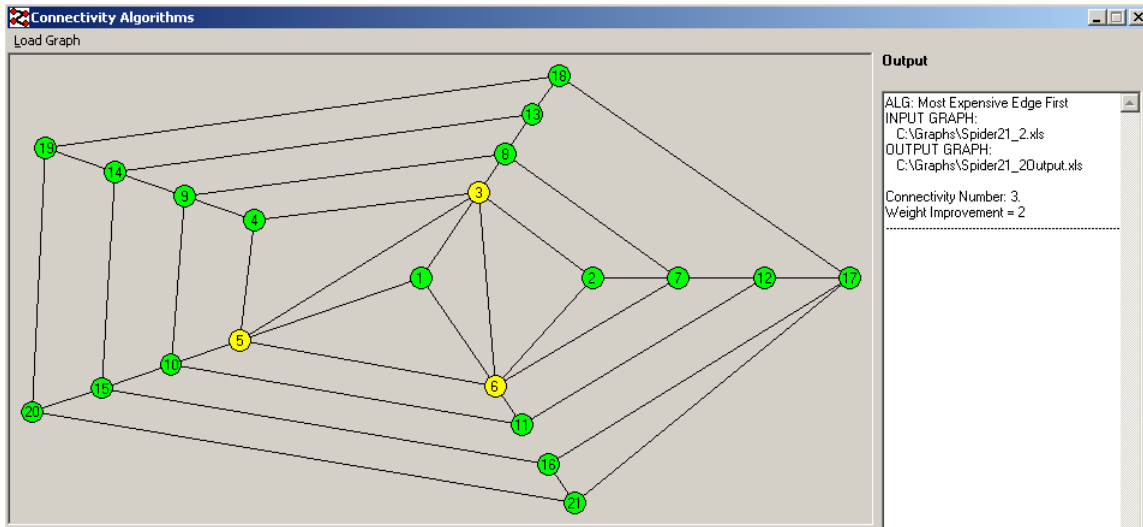 Connectivity Algorithms
Load Graph
Output
ALG: Most Expensive Edge First
INPUT GRAPH:
C:\Graphs\Spider21_2.xls
OUTPUT GRAPH:
C:\Graphs\Spider21_2Output.xls
Connectivity Number: 3.
Weight Improvement = 2
18
13
19
8
14
3
9
4
1
2
7
12
17
5
10
6
15
20
11
16
21